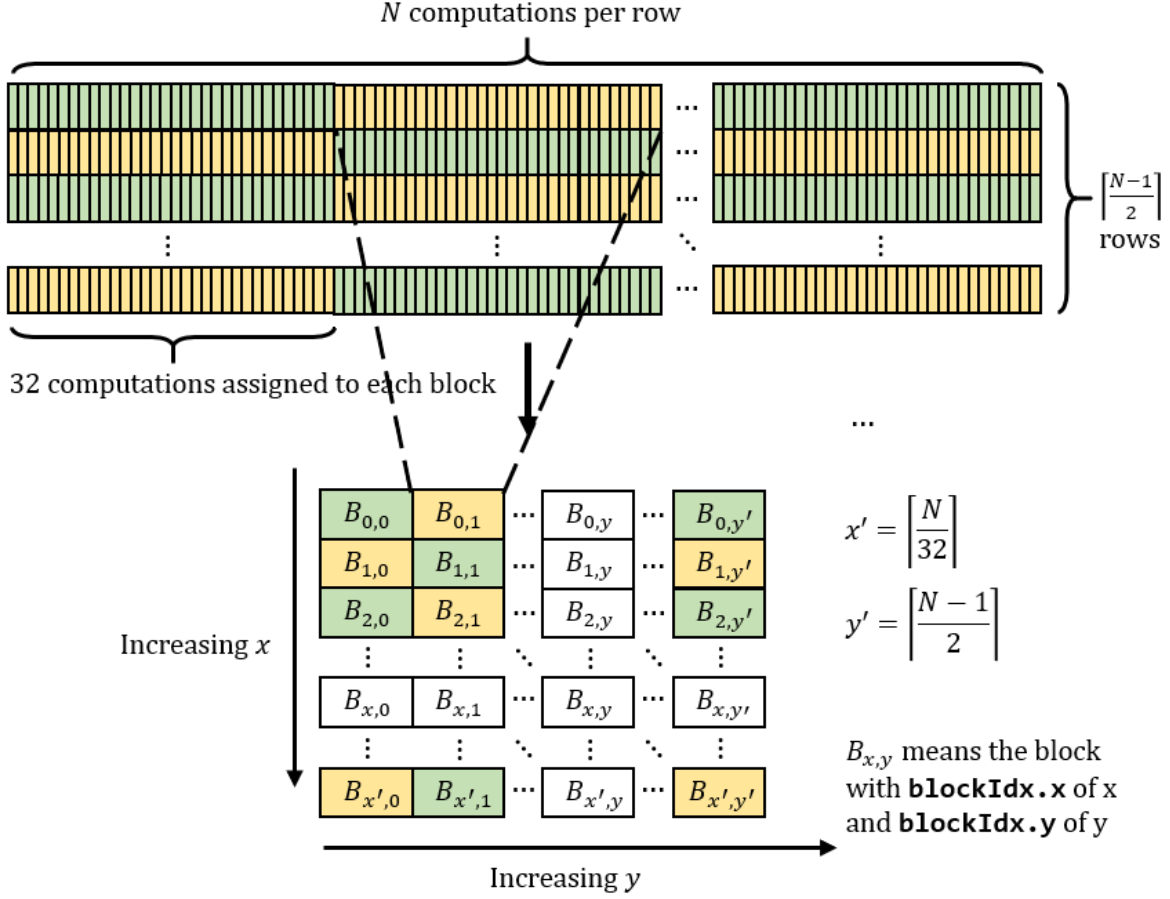 N computations per row
...
...
⌈(N−1)/2⌉
rows
...
⋮ ⋮ ⋱ ⋮
...
32 computations assigned to each block
...
B0,0 B0,1 ... B0,y ... B0,y′
B1,0 B1,1 ... B1,y ... B1,y′
B2,0 B2,1 ... B2,y ... B2,y′
⋮ ⋮ ⋱ ⋮ ⋱ ⋮
Bx,0 Bx,1 ... Bx,y ... Bx,y′
⋮ ⋮ ⋱ ⋮ ⋱ ⋮
Bx′,0 Bx′,1 ... Bx′,y ... Bx′,y′
Increasing x
Increasing y
x′ = ⌈N/32⌉
y′ = ⌈(N − 1)/2⌉
Bx,y means the block
with blockIdx.x of x
and blockIdx.y of y